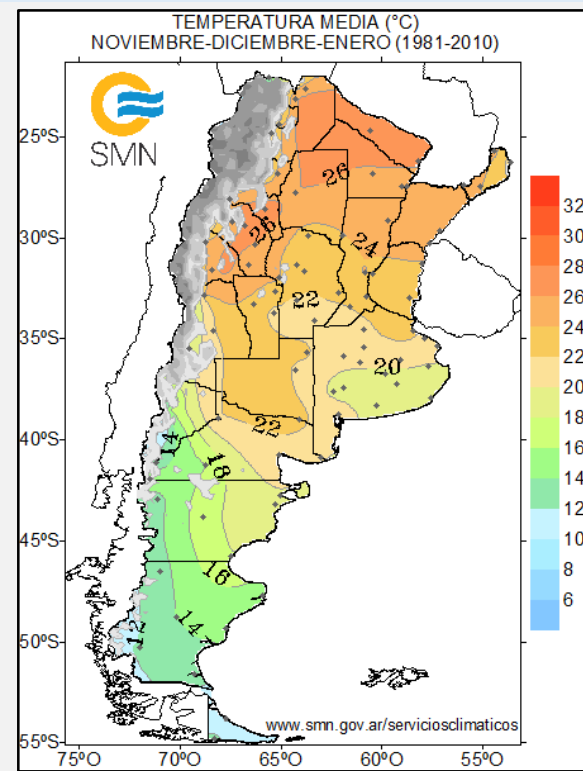 TEMPERATURA MEDIA (°C)
NOVIEMBRE-DICIEMBRE-ENERO (1981-2010)
SMN
25ºS
30ºS
35ºS
40ºS
45ºS
50ºS
55ºS
75ºO
70ºO
65ºO
60ºO
55ºO
26
26
24
22
20
22
14
18
16
14
12
32
30
28
26
24
22
20
18
16
14
12
10
8
6
www.smn.gov.ar/serviciosclimaticos